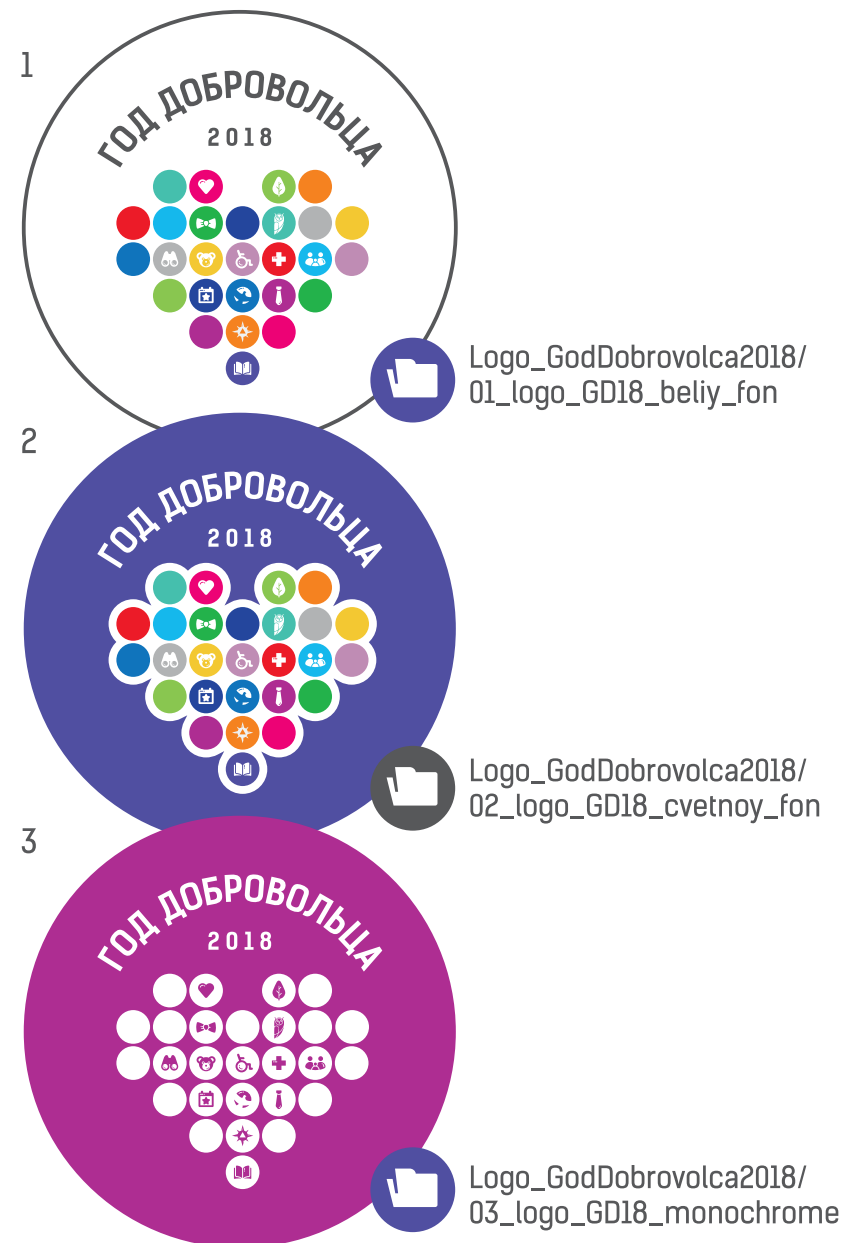 1
ГОД ДОБРОВОЛЬЦА
2018
Logo_GodDobrovolca2018/
01_logo_GD18_beliy_fon
2
ГОД ДОБРОВОЛЬЦА
2018
Logo_GodDobrovolca2018/
02_logo_GD18_cvetnoy_fon
3
ГОД ДОБРОВОЛЬЦА
2018
Logo_GodDobrovolca2018/
03_logo_GD18_monochrome